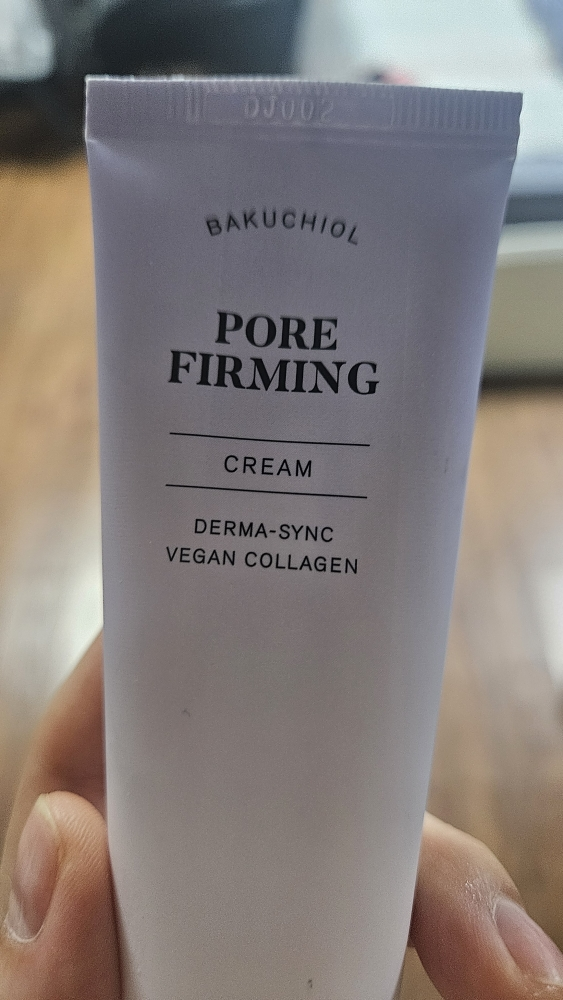 BAKUCHIOL
PORE
FIRMING
CREAM
DERMA-SYNC
VEGAN COLLAGEN